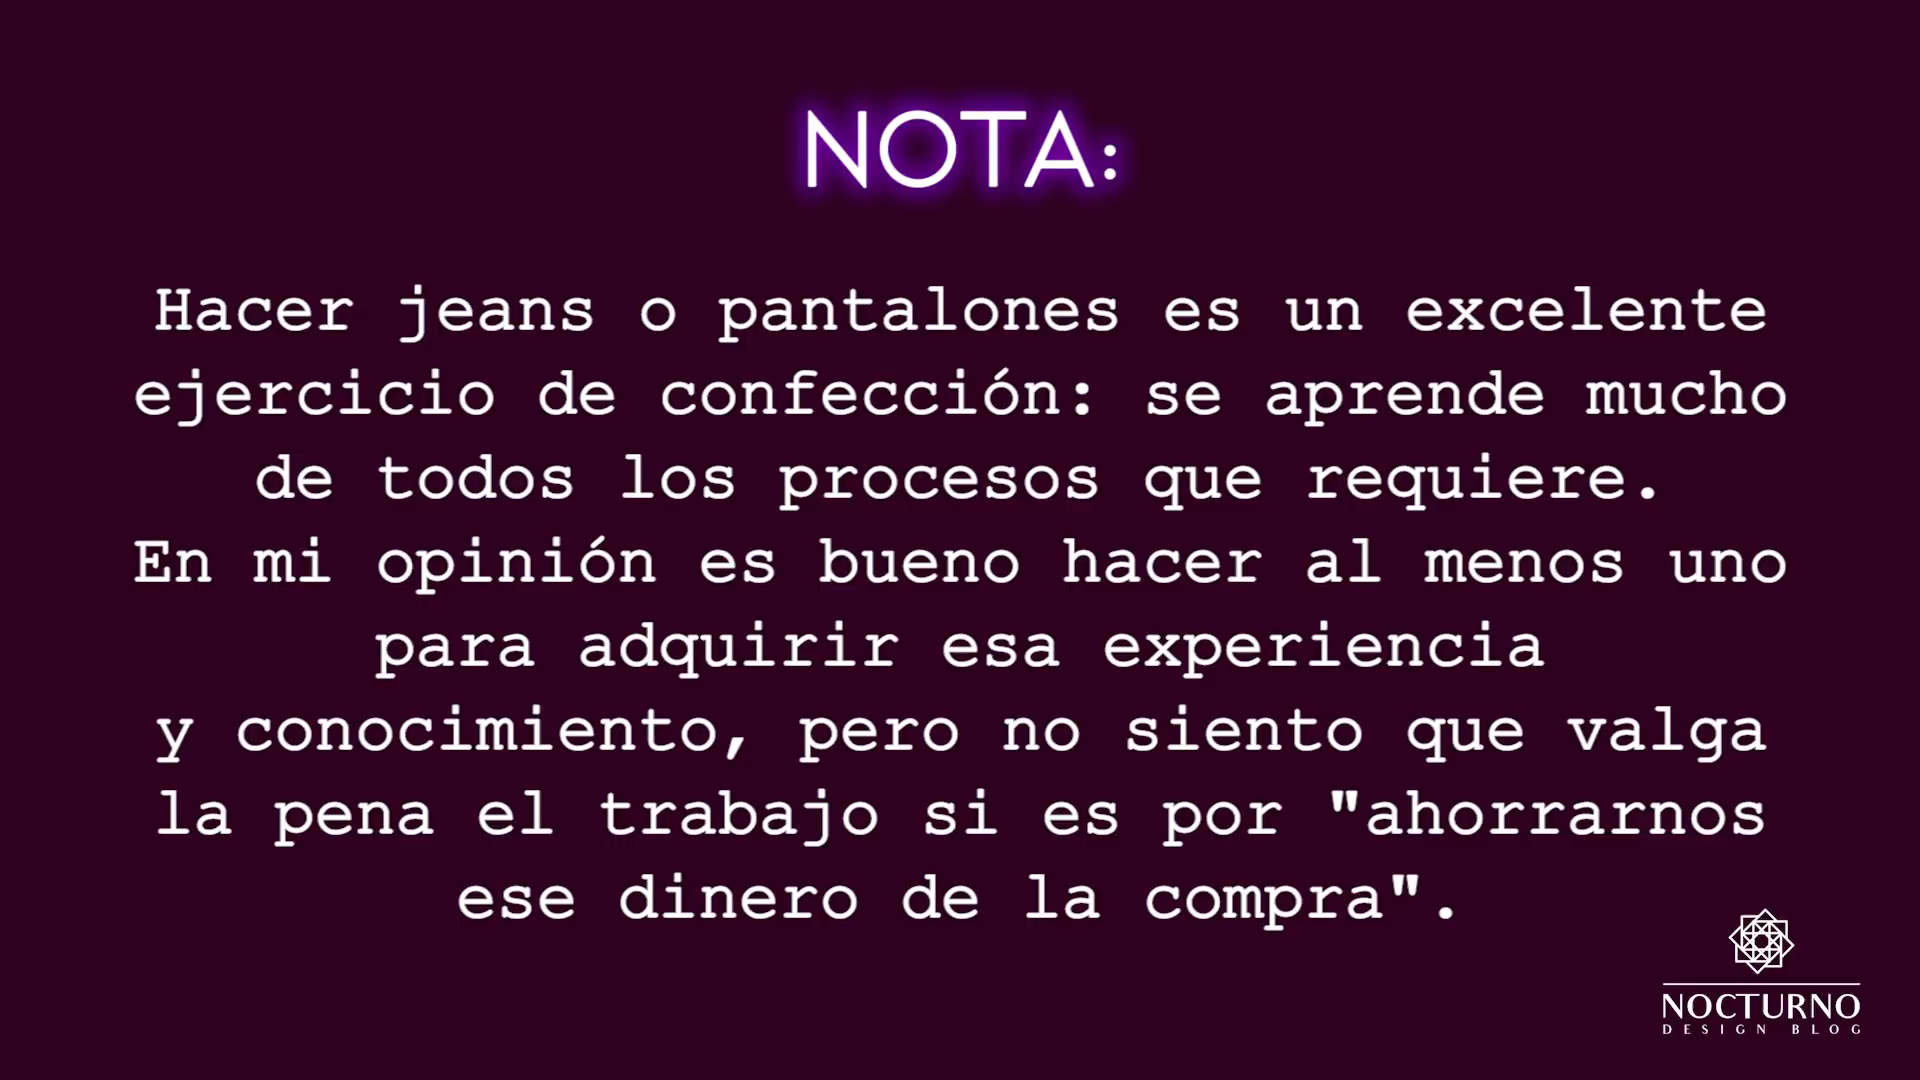 NOTA:
Hacer jeans o pantalones es un excelente
ejercicio de confección: se aprende mucho
de todos los procesos que requiere.
En mi opinión es bueno hacer al menos uno
para adquirir esa experiencia
y conocimiento, pero no siento que valga
la pena el trabajo si es por "ahorrarnos
ese dinero de la compra".
NOCTURNO
DESIGN BLOG